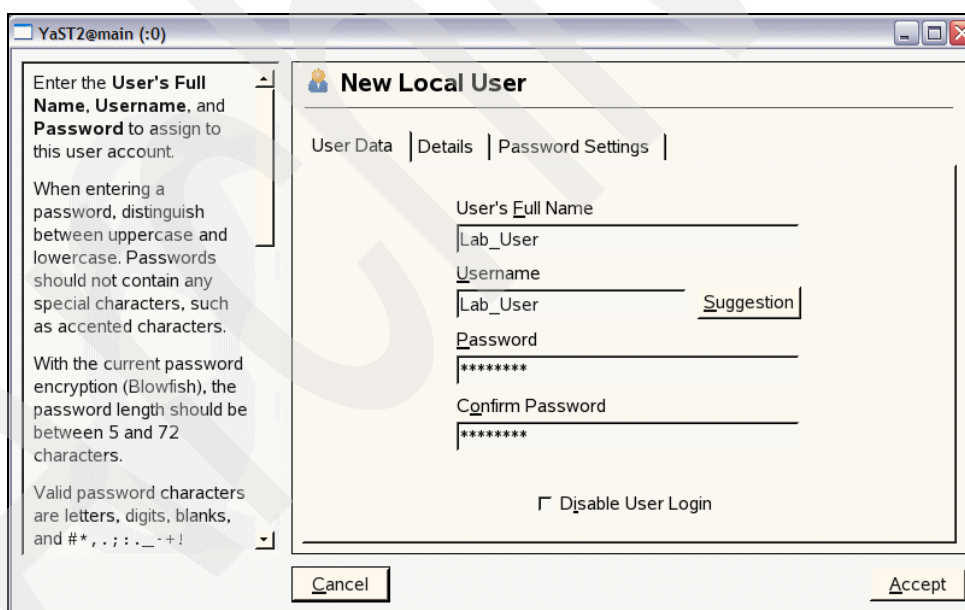 YaST2@main (:0)
Enter the User's Full
Name, Username, and
Password to assign to
this user account.
When entering a
password, distinguish
between uppercase and
lowercase. Passwords
should not contain any
special characters, such
as accented characters.
With the current password
encryption (Blowfish), the
password length should be
between 5 and 72
characters.
Valid password characters
are letters, digits, blanks,
and #*,.;:._-+!
New Local User
User Data Details Password Settings
User's Full Name
Lab_User
Username
Lab_User Suggestion
Password
********
Confirm Password
********
Disable User Login
Cancel Accept